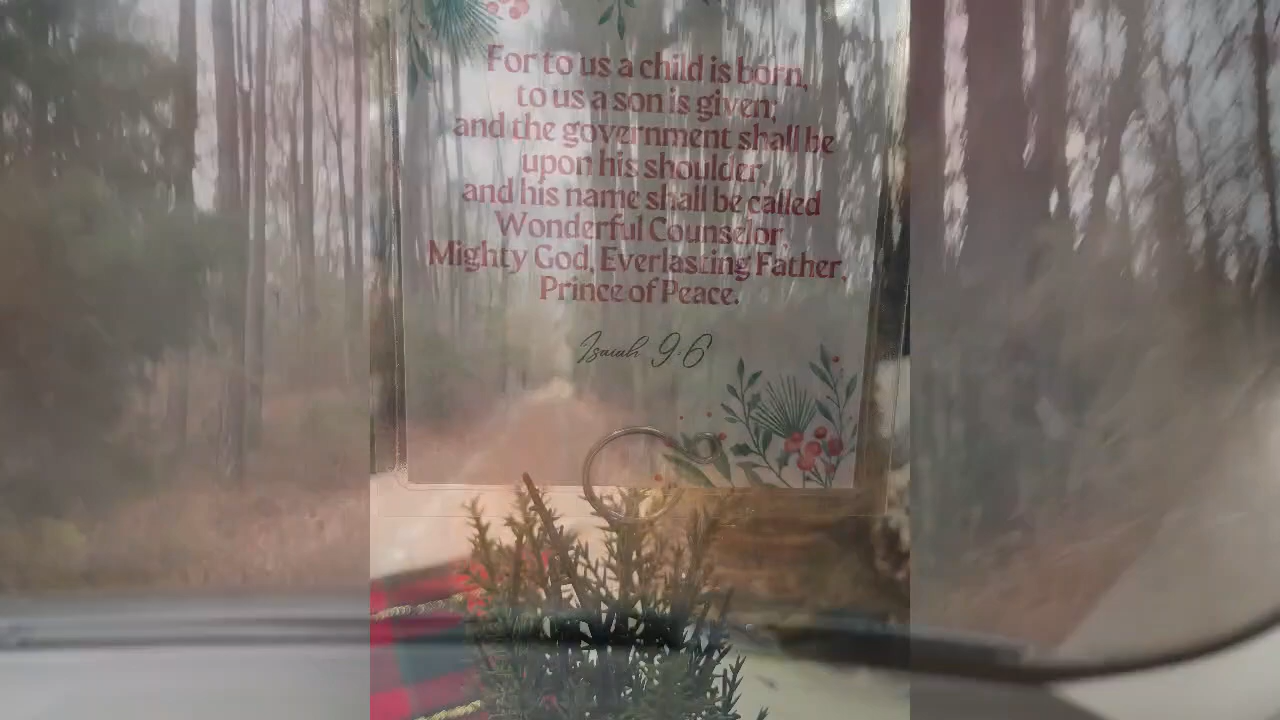 For to us a child is born,
to us a son is given;
and the government shall be
upon his shoulder,
and his name shall be called
Wonderful Counselor,
Mighty God, Everlasting Father,
Prince of Peace.
Isaiah 9:6